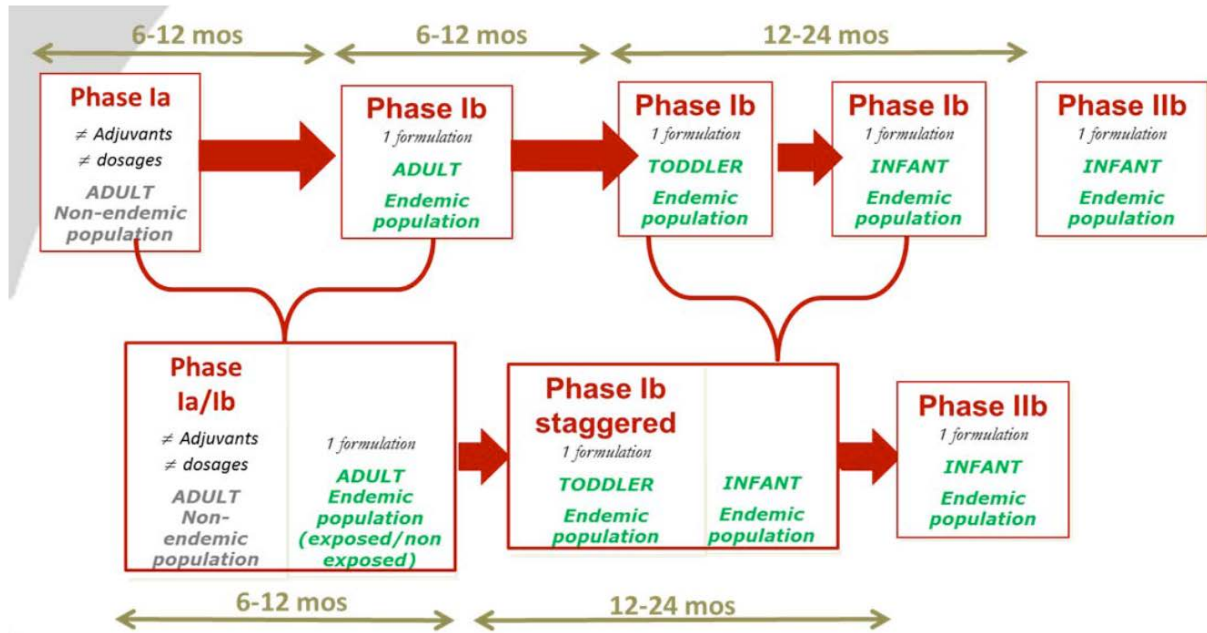 6-12 mos
6-12 mos
12-24 mos
Phase Ia
≠ Adjuvants
≠ dosages
ADULT
Non-endemic
population
Phase Ib
1 formulation
ADULT
Endemic
population
Phase Ib
1 formulation
TODDLER
Endemic
population
Phase Ib
1 formulation
INFANT
Endemic
population
Phase IIb
INFANT
Endemic
population
Phase
Ia/Ib
≠ Adjuvants
≠ dosages
ADULT
Non-
endemic
population
1 formulation
ADULT
Endemic
population
(exposed/non
exposed)
Phase Ib
staggered
1 formulation
TODDLER
Endemic
population
INFANT
Endemic
population
Phase IIb
1 formulation
INFANT
Endemic
population
6-12 mos
12-24 mos